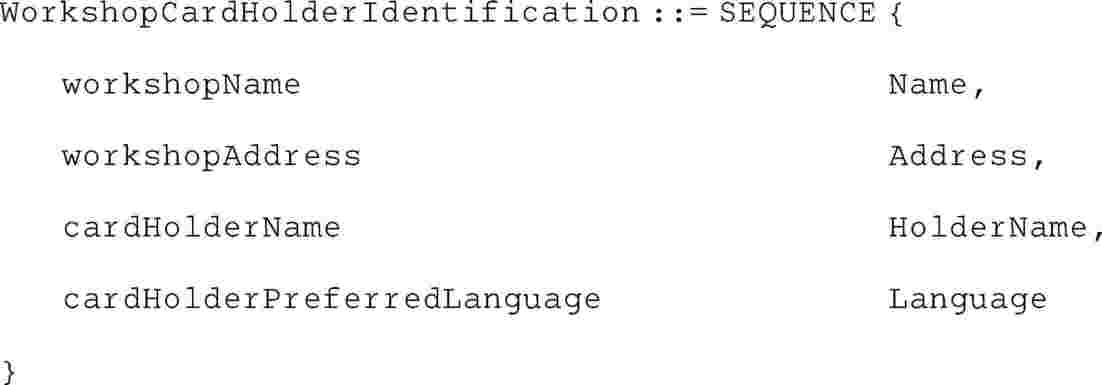 WorkshopCardHolderIdentification ::= SEQUENCE {
workshopName Name,
workshopAddress Address,
cardHolderName HolderName,
cardHolderPreferredLanguage Language
}